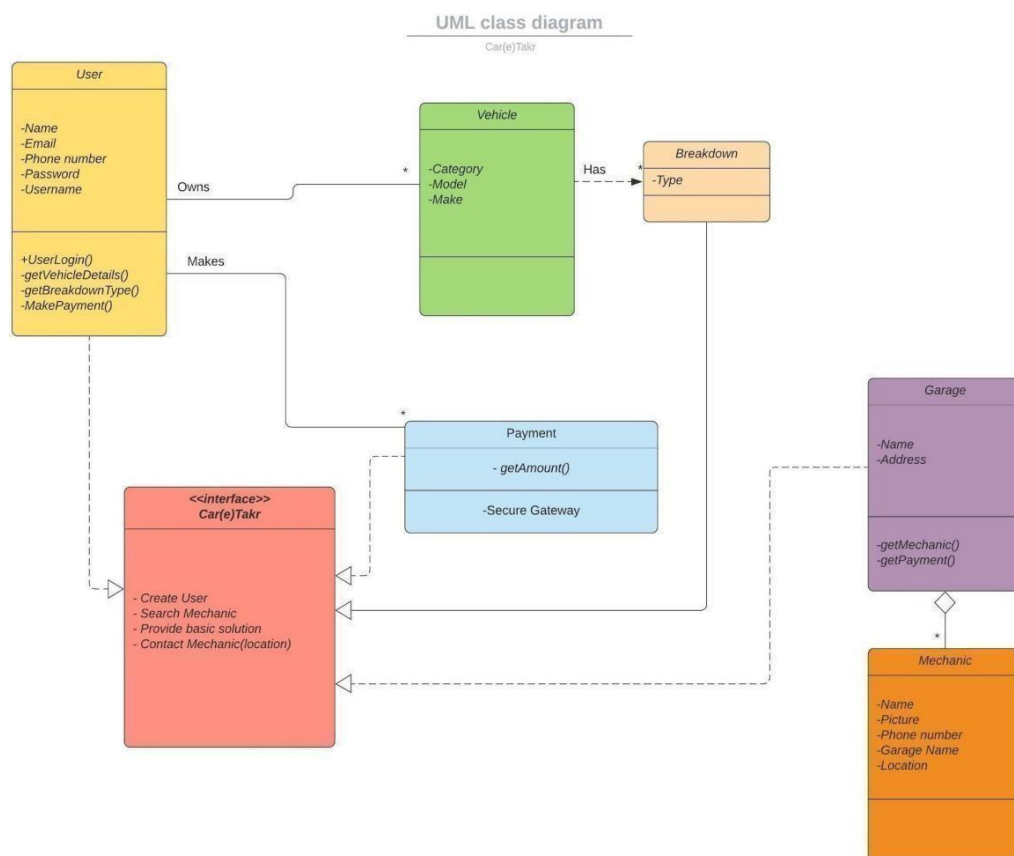 UML class diagram
Car(e)Takr
User
-Name
-Email
-Phone number
-Password
-Username
+UserLogin()
-getVehicleDetails()
-getBreakdownType()
-MakePayment()
Owns
*
Vehicle
-Category
-Model
-Make
Has
*
Breakdown
-Type
Makes
*
Payment
- getAmount()
-Secure Gateway
<<interface>>
Car(e)Takr
- Create User
- Search Mechanic
- Provide basic solution
- Contact Mechanic(location)
Garage
-Name
-Address
-getMechanic()
-getPayment()
*
Mechanic
-Name
-Picture
-Phone number
-Garage Name
-Location